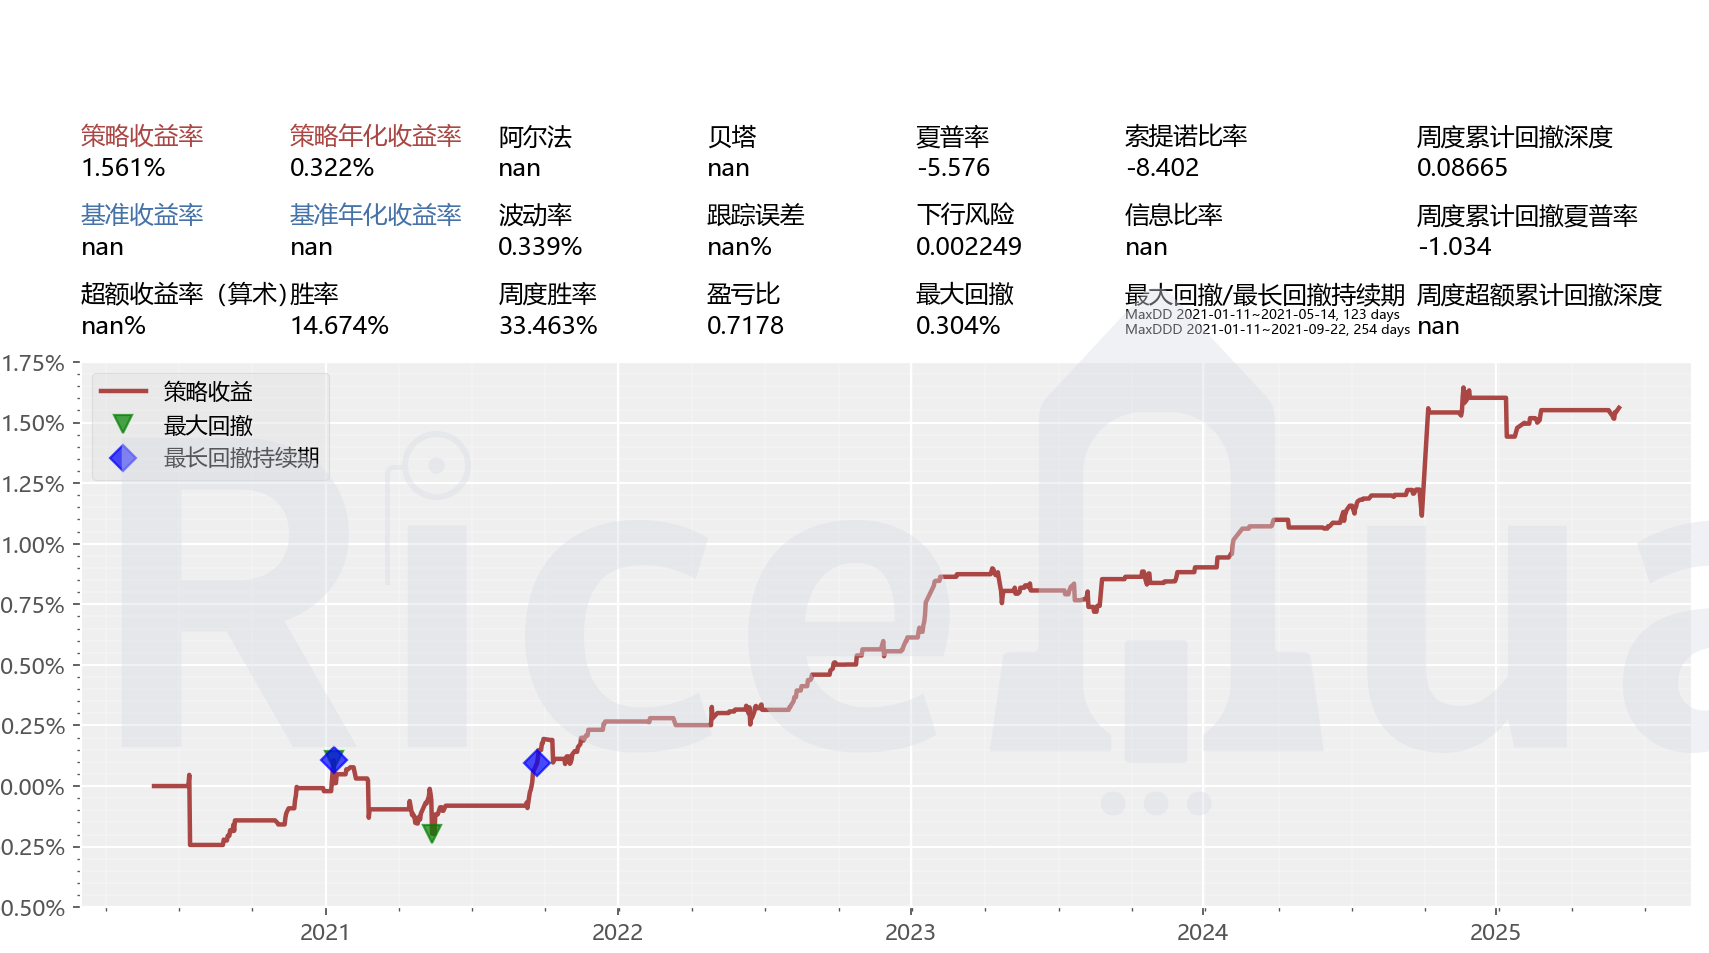 策略收益率 策略年化收益率 阿尔法 贝塔 夏普率 索提诺比率 周度累计回撤深度
1.561% 0.322% nan nan -5.576 -8.402 0.08665
基准收益率 基准年化收益率 波动率 跟踪误差 下行风险 信息比率 周度累计回撤夏普率
nan nan 0.339% nan% 0.002249 nan -1.034
超额收益率（算术） 胜率 周度胜率 盈亏比 最大回撤 最大回撤/最长回撤持续期 周度超额累计回撤深度
nan% 14.674% 33.463% 0.7178 0.304% nan
MaxDD 2021-01-11~2021-05-14, 123 days
MaxDDD 2021-01-11~2021-09-22, 254 days
策略收益
最大回撤
最长回撤持续期
1.75%
1.50%
1.25%
1.00%
0.75%
0.50%
0.25%
0.00%
0.25%
0.50%
2021 2022 2023 2024 2025
Rice ua